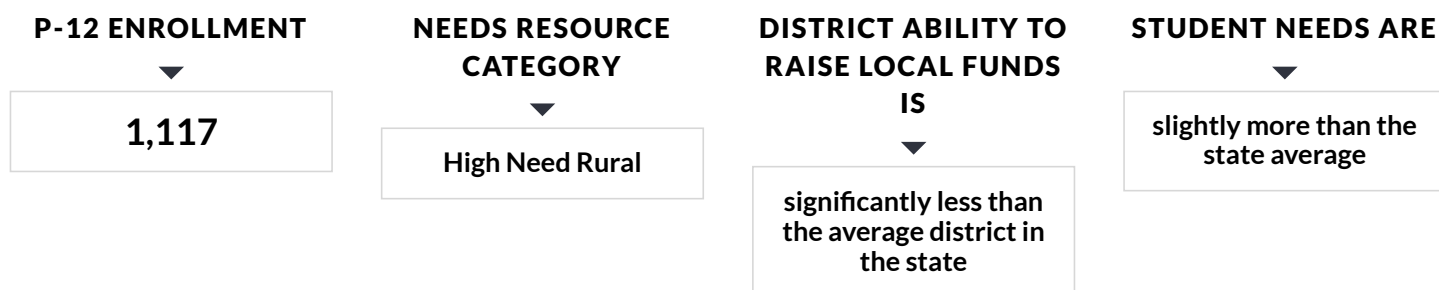 P-12 ENROLLMENT
1,117
NEEDS RESOURCE
CATEGORY
High Need Rural
DISTRICT ABILITY TO
RAISE LOCAL FUNDS
IS
significantly less than
the average district in
the state
STUDENT NEEDS ARE
slightly more than the
state average